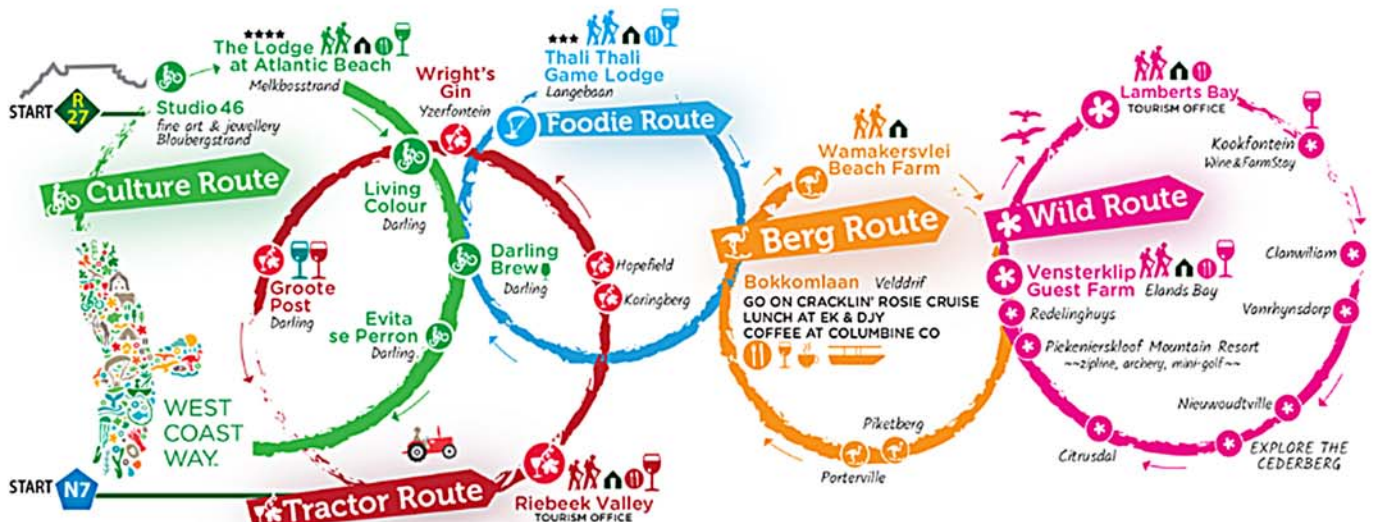 START R 27
Studio 46
fine art & jewellery
Bloubergstrand
The Lodge
at Atlantic Beach
Melkbosstrand
Culture Route
Living
Colour
Darling
Darling
Brew
Darling
Evita
se Perron
Darling
WEST
COAST
WAY
START N7
Tractor Route
Riebeek Valley
TOURISM OFFICE
Koringberg
Hopefield
Wright's
Gin
Yzerfontein
Groote
Post
Darling
Thali Thali
Game Lodge
Langebaan
Foodie Route
Wamakersvlei
Beach Farm
Berg Route
Bokkomlaan Velddrif
GO ON CRACKLIN' ROSIE CRUISE
LUNCH AT EK & DJY
COFFEE AT COLUMBINE CO
Piketberg
Porterville
Wild Route
Lamberts Bay
TOURISM OFFICE
Kookfontein
Wine & Farm Stay
Clanwiliam
Vanrhynsdorp
Nieuwoudtville
EXPLORE THE
CEDERBERG
Citrusdal
Piekenierskloof Mountain Resort
~~zipline, archery, mini-golf~~
Redelinghuys
Vensterklip
Guest Farm Elands Bay